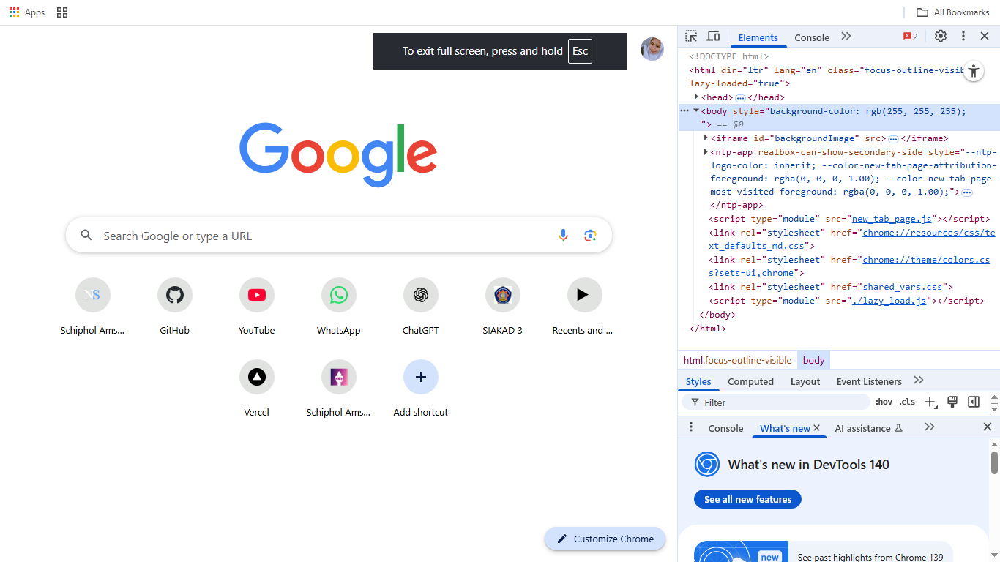 Apps
All Bookmarks
To exit full screen, press and hold Esc
Google
Search Google or type a URL
NS
Schiphol Ams...
GitHub
YouTube
WhatsApp
ChatGPT
SIAKAD 3
Recents and ...
Vercel
Schiphol Ams...
Add shortcut
Customize Chrome
Elements
Console
2
<!DOCTYPE html>
<html dir="ltr" lang="en" class="focus-outline-visib
lazy-loaded="true">
<head>…</head>
<body style="background-color: rgb(255, 255, 255);
"> == $0
<iframe id="backgroundImage" src>…</iframe>
<ntp-app realbox-can-show-secondary-side style="--ntp-
logo-color: inherit; --color-new-tab-page-attribution-
foreground: rgba(0, 0, 0, 1.00); --color-new-tab-page-
most-visited-foreground: rgba(0, 0, 0, 1.00);">…
</ntp-app>
<script type="module" src="new_tab_page.js"></script>
<link rel="stylesheet" href="chrome://resources/css/te
xt_defaults_md.css">
<link rel="stylesheet" href="chrome://theme/colors.cs
s?sets=ui,chrome">
<link rel="stylesheet" href="shared_vars.css">
<script type="module" src="./lazy_load.js"></script>
</body>
</html>
html.focus-outline-visible
body
Styles
Computed
Layout
Event Listeners
Filter
:hov
.cls
Console
What's new
AI assistance
What's new in DevTools 140
See all new features
new
See past highlights from Chrome 139